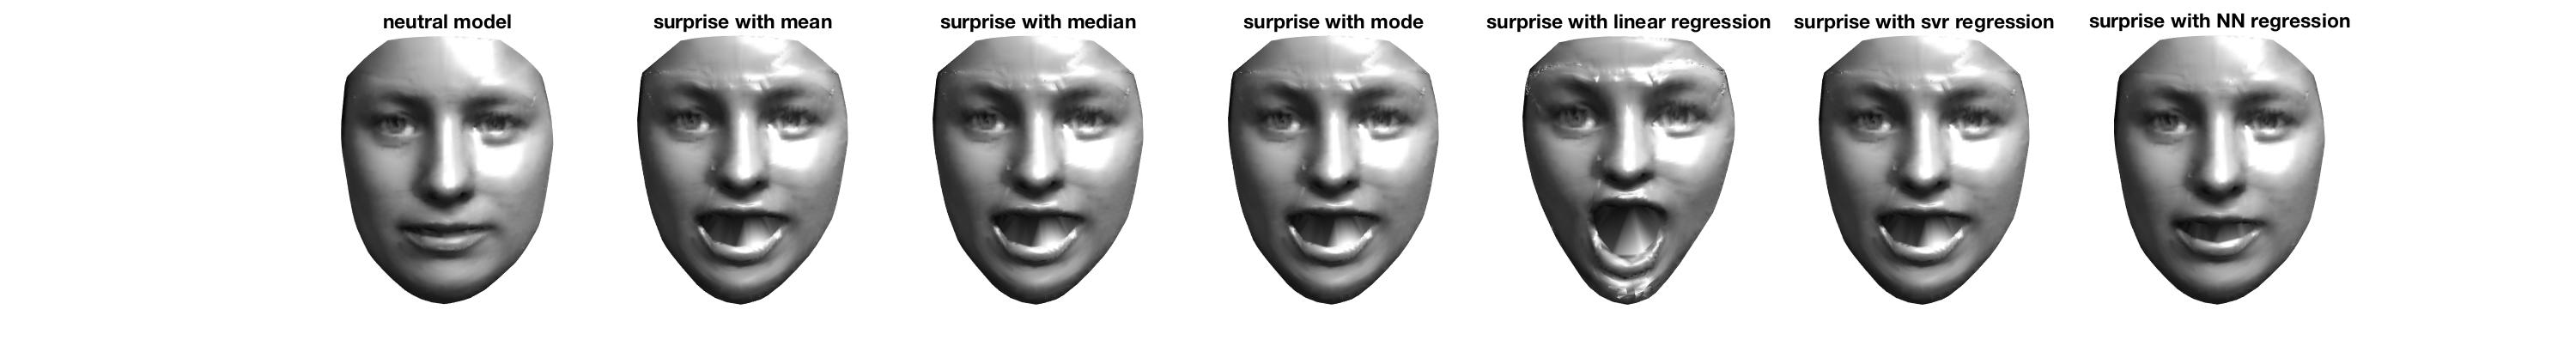 neutral model
surprise with mean
surprise with median
surprise with mode
surprise with linear regression
surprise with svr regression
surprise with NN regression